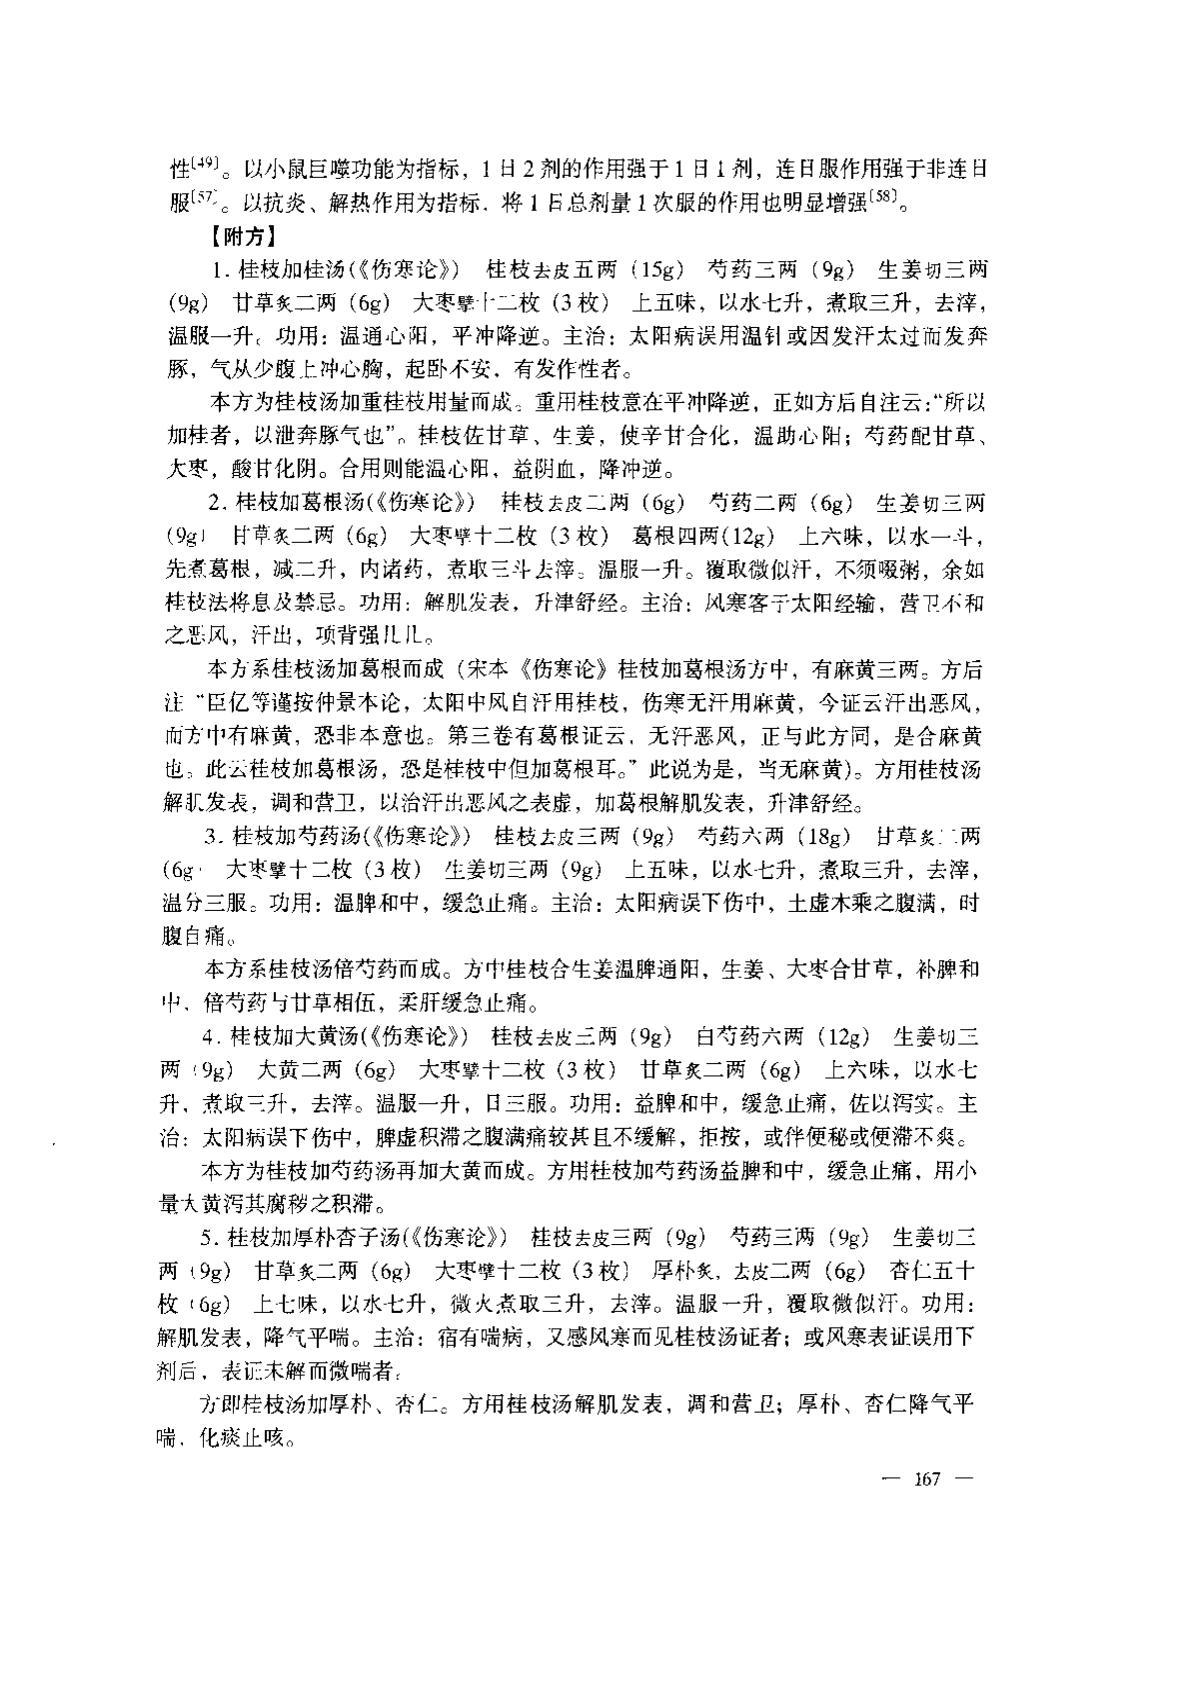 性[49]。以小鼠巨噬功能为指标，1日2剂的作用强于1日1剂，连日服作用强于非连日
服[57]。以抗炎、解热作用为指标．将1日总剂量1次服的作用也明显增强[58]。
【附方】
1. 桂枝加桂汤(《伤寒论》) 桂枝去皮五两（15g） 芍药三两（9g） 生姜切三两
(9g) 甘草炙二两（6g） 大枣擘十二枚（3枚） 上五味，以水七升，煮取三升，去滓，
温服一升。功用：温通心阳，平冲降逆。主治：太阳病误用温针或因发汗太过而发奔
豚，气从少腹上冲心胸，起卧不安，有发作性者。
本方为桂枝汤加重桂枝用量而成。重用桂枝意在平冲降逆，正如方后自注云：“所以
加桂者，以泄奔豚气也”。桂枝佐甘草、生姜，使辛甘合化，温助心阳；芍药配甘草、
大枣，酸甘化阴。合用则能温心阳，益阴血，降冲逆。
2. 桂枝加葛根汤(《伤寒论》) 桂枝去皮二两（6g） 芍药二两（6g） 生姜切三两
(9g) 甘草炙二两（6g） 大枣擘十二枚（3枚） 葛根四两(12g) 上六味，以水一斗，
先煮葛根，减二升，内诸药，煮取三斗去滓。温服一升。覆取微似汗，不须啜粥，余如
桂枝法将息及禁忌。功用：解肌发表，升津舒经。主治：风寒客于太阳经输，营卫不和
之恶风，汗出，项背强几几。
本方系桂枝汤加葛根而成（宋本《伤寒论》桂枝加葛根汤方中，有麻黄三两。方后
注“臣亿等谨按仲景本论，太阳中风自汗用桂枝，伤寒无汗用麻黄，今证云汗出恶风，
而方中有麻黄，恐非本意也。第三卷有葛根证云，无汗恶风，正与此方同，是合麻黄
也。此云桂枝加葛根汤，恐是桂枝中但加葛根耳。”此说为是，当无麻黄）。方用桂枝汤
解肌发表，调和营卫，以治汗出恶风之表虚，加葛根解肌发表，升津舒经。
3. 桂枝加芍药汤(《伤寒论》) 桂枝去皮三两（9g） 芍药六两（18g） 甘草炙二两
(6g) 大枣擘十二枚（3枚） 生姜切三两（9g） 上五味，以水七升，煮取三升，去滓，
温分三服。功用：温脾和中，缓急止痛。主治：太阳病误下伤中，土虚木乘之腹满，时
腹自痛。
本方系桂枝汤倍芍药而成。方中桂枝合生姜温脾通阳，生姜、大枣合甘草，补脾和
中，倍芍药与甘草相伍，柔肝缓急止痛。
4. 桂枝加大黄汤(《伤寒论》) 桂枝去皮三两（9g） 白芍药六两（12g） 生姜切三
两（9g） 大黄二两（6g） 大枣擘十二枚（3枚） 甘草炙二两（6g） 上六味，以水七
升，煮取三升，去滓。温服一升，日三服。功用：益脾和中，缓急止痛，佐以泻实。主
治：太阳病误下伤中，脾虚积滞之腹满痛较甚且不缓解，拒按，或伴便秘或便滞不爽。
本方为桂枝加芍药汤再加大黄而成。方用桂枝加芍药汤益脾和中，缓急止痛，用小
量大黄泻其腐秽之积滞。
5. 桂枝加厚朴杏子汤(《伤寒论》) 桂枝去皮三两（9g） 芍药三两（9g） 生姜切三
两（9g） 甘草炙二两（6g） 大枣擘十二枚（3枚） 厚朴炙，去皮二两（6g） 杏仁五十
枚（6g） 上七味，以水七升，微火煮取三升，去滓。温服一升，覆取微似汗。功用：
解肌发表，降气平喘。主治：宿有喘病，又感风寒而见桂枝汤证者；或风寒表证误用下
剂后，表证未解而微喘者。
方即桂枝汤加厚朴、杏仁。方用桂枝汤解肌发表，调和营卫；厚朴、杏仁降气平
喘，化痰止咳。
— 167 —